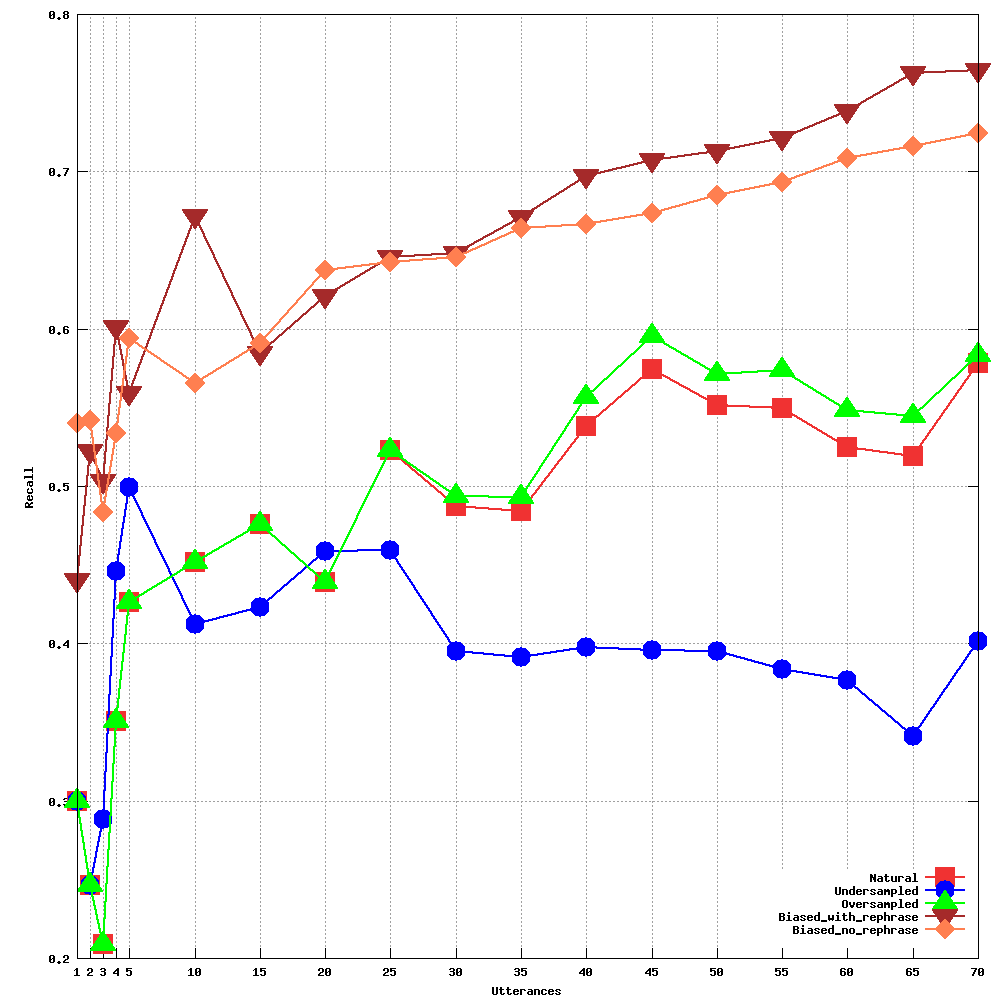 0.8
0.7
0.6
0.5
0.4
0.3
0.2
Recall
1 2 3 4 5 10 15 20 25 30 35 40 45 50 55 60 65 70
Utterances
Natural
Undersampled
Oversampled
Biased_with_rephrase
Biased_no_rephrase